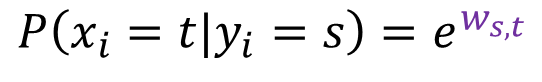 P(x_i = t|y_i = s) = e^{w_{s,t}}